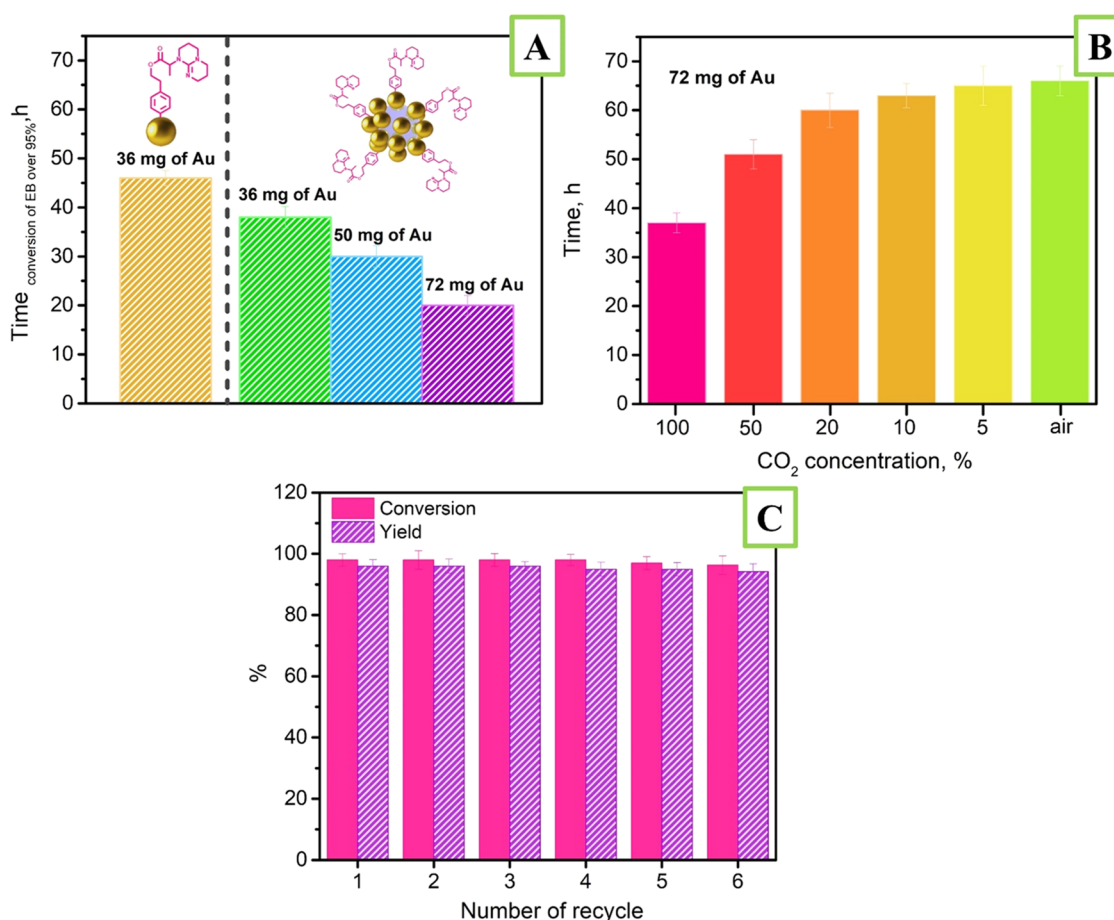 A
Time conversion of EB over 95%, h
70
60
50
40
30
20
10
0
36 mg of Au
36 mg of Au
50 mg of Au
72 mg of Au
B
Time, h
70
60
50
40
30
20
10
0
72 mg of Au
100 50 20 10 5 air
CO2 concentration, %
C
%
120
100
80
60
40
20
0
Conversion
Yield
1 2 3 4 5 6
Number of recycle